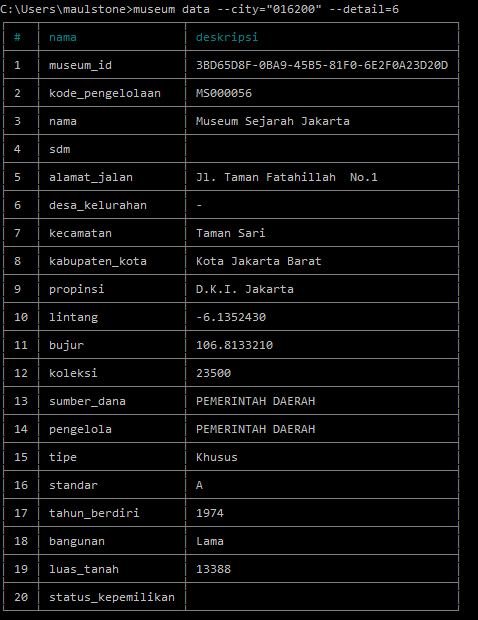 C:\Users\maulstone>museum data --city="016200" --detail=6
# nama deskripsi
1 museum_id 3BD65D8F-0BA9-45B5-81F0-6E2F0A23D20D
2 kode_pengelolaan MS000056
3 nama Museum Sejarah Jakarta
4 sdm
5 alamat_jalan Jl. Taman Fatahillah  No.1
6 desa_kelurahan -
7 kecamatan Taman Sari
8 kabupaten_kota Kota Jakarta Barat
9 propinsi D.K.I. Jakarta
10 lintang -6.1352430
11 bujur 106.8133210
12 koleksi 23500
13 sumber_dana PEMERINTAH DAERAH
14 pengelola PEMERINTAH DAERAH
15 tipe Khusus
16 standar A
17 tahun_berdiri 1974
18 bangunan Lama
19 luas_tanah 13388
20 status_kepemilikan